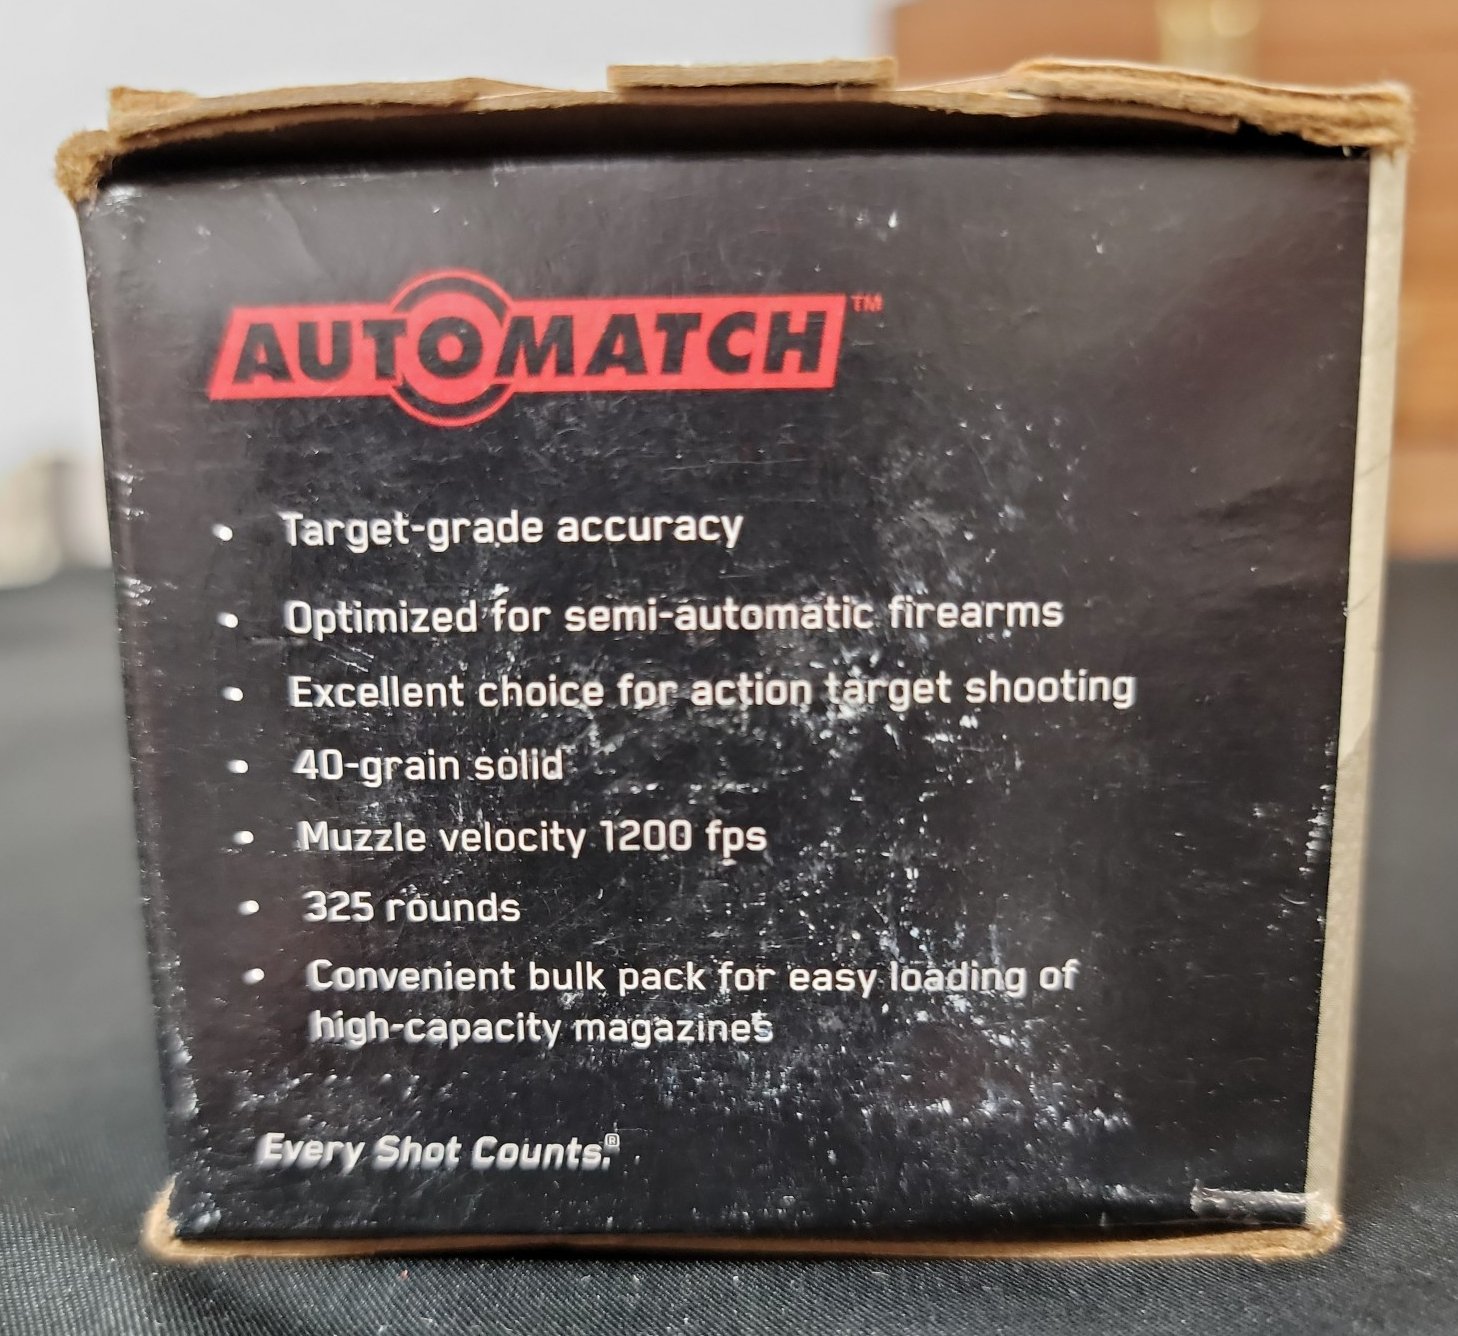 AUTOMATCH™
• Target-grade accuracy
• Optimized for semi-automatic firearms
• Excellent choice for action target shooting
• 40-grain solid
• Muzzle velocity 1200 fps
• 325 rounds
• Convenient bulk pack for easy loading of
high-capacity magazines
Every Shot Counts.®